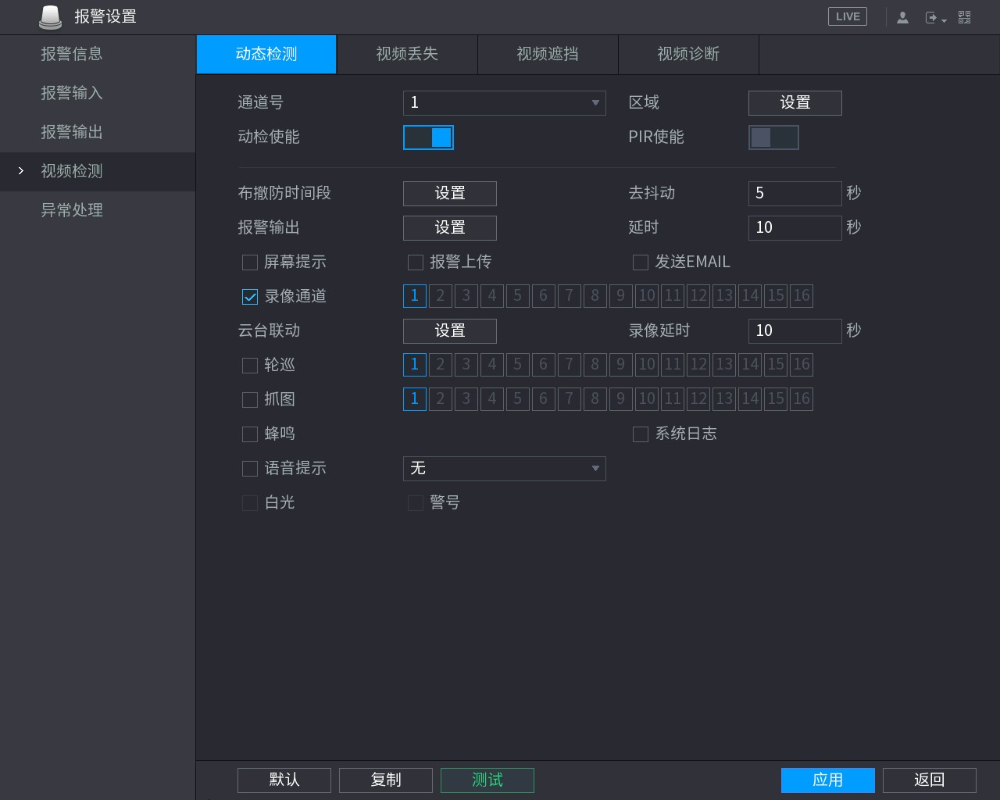 报警设置 LIVE
报警信息
报警输入
报警输出
视频检测
异常处理
动态检测 视频丢失 视频遮挡 视频诊断
通道号 1 区域 设置
动检使能 PIR使能
布撤防时间段 设置 去抖动 5 秒
报警输出 设置 延时 10 秒
屏幕提示 报警上传 发送EMAIL
录像通道 1 2 3 4 5 6 7 8 9 10 11 12 13 14 15 16
云台联动 设置 录像延时 10 秒
轮巡 1 2 3 4 5 6 7 8 9 10 11 12 13 14 15 16
抓图 1 2 3 4 5 6 7 8 9 10 11 12 13 14 15 16
蜂鸣 系统日志
语音提示 无
白光 警号
默认 复制 测试 应用 返回